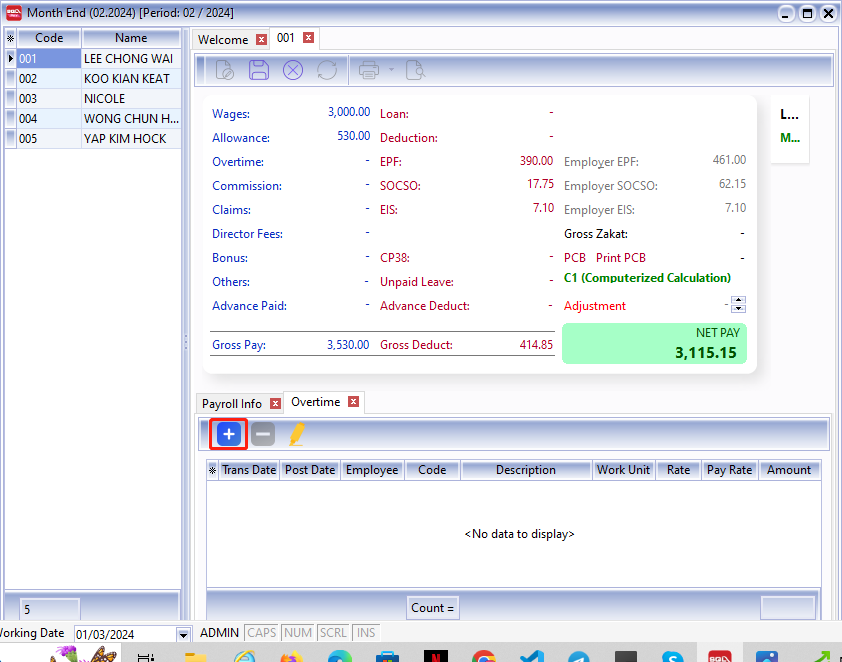 Month End (02.2024) [Period: 02 / 2024]
Code Name
001 LEE CHONG WAI
002 KOO KIAN KEAT
003 NICOLE
004 WONG CHUN H...
005 YAP KIM HOCK
5
Welcome 001
Wages: 3,000.00 Loan: -
Allowance: 530.00 Deduction: -
Overtime: - EPF: 390.00 Employer EPF: 461.00
Commission: - SOCSO: 17.75 Employer SOCSO: 62.15
Claims: - EIS: 7.10 Employer EIS: 7.10
Director Fees: - Gross Zakat: -
Bonus: - CP38: - PCB Print PCB -
Others: - Unpaid Leave: - C1 (Computerized Calculation)
Advance Paid: - Advance Deduct: - Adjustment -
Gross Pay: 3,530.00 Gross Deduct: 414.85
NET PAY
3,115.15
L...
M...
Payroll Info Overtime
Trans Date Post Date Employee Code Description Work Unit Rate Pay Rate Amount
<No data to display>
Count =
Working Date 01/03/2024 ADMIN CAPS NUM SCRL INS